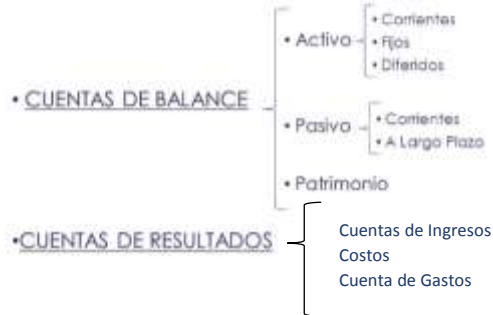 • CUENTAS DE BALANCE
• Activo
• Corrientes
• Fijos
• Diferidos
• Pasivo
• Corrientes
• A Largo Plazo
• Patrimonio
•CUENTAS DE RESULTADOS
Cuentas de Ingresos
Costos
Cuenta de Gastos